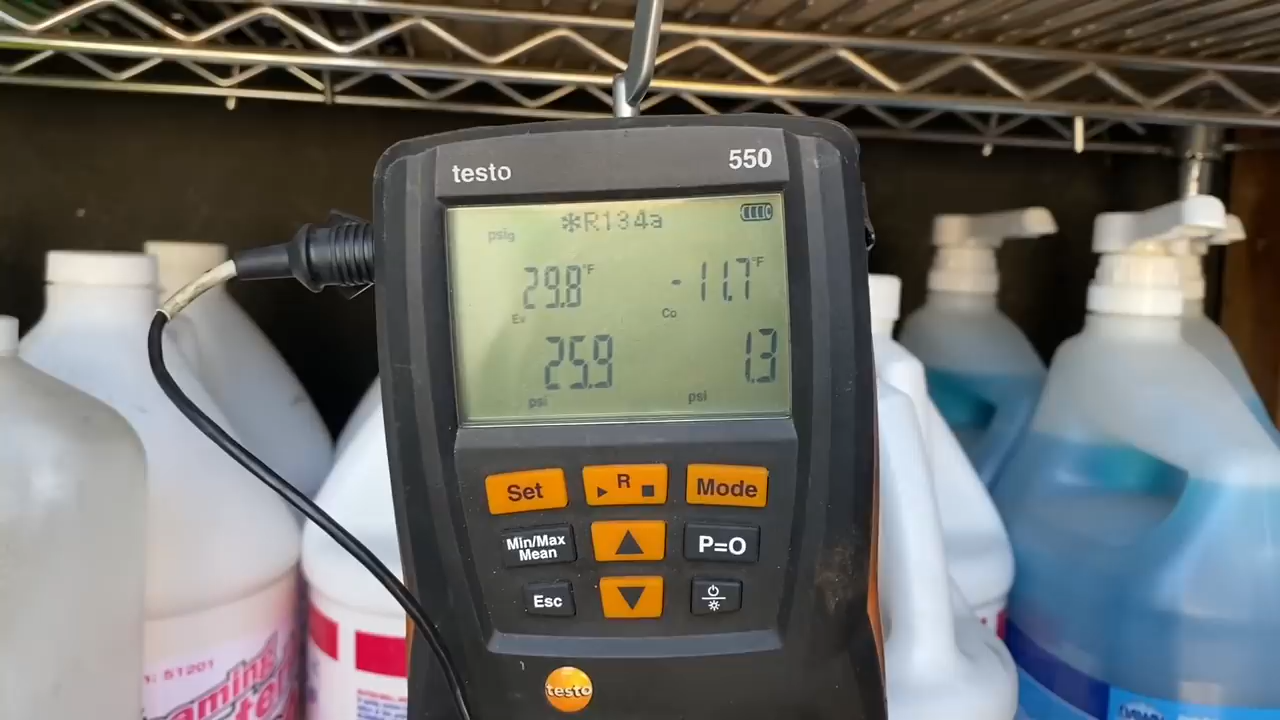 testo
550
*R134a
psig
29.8°F
-11.7°F
Ev
Co
25.9
1.3
psi
psi
Set
R
Mode
Min/Max
Mean
P=O
Esc
testo
51201